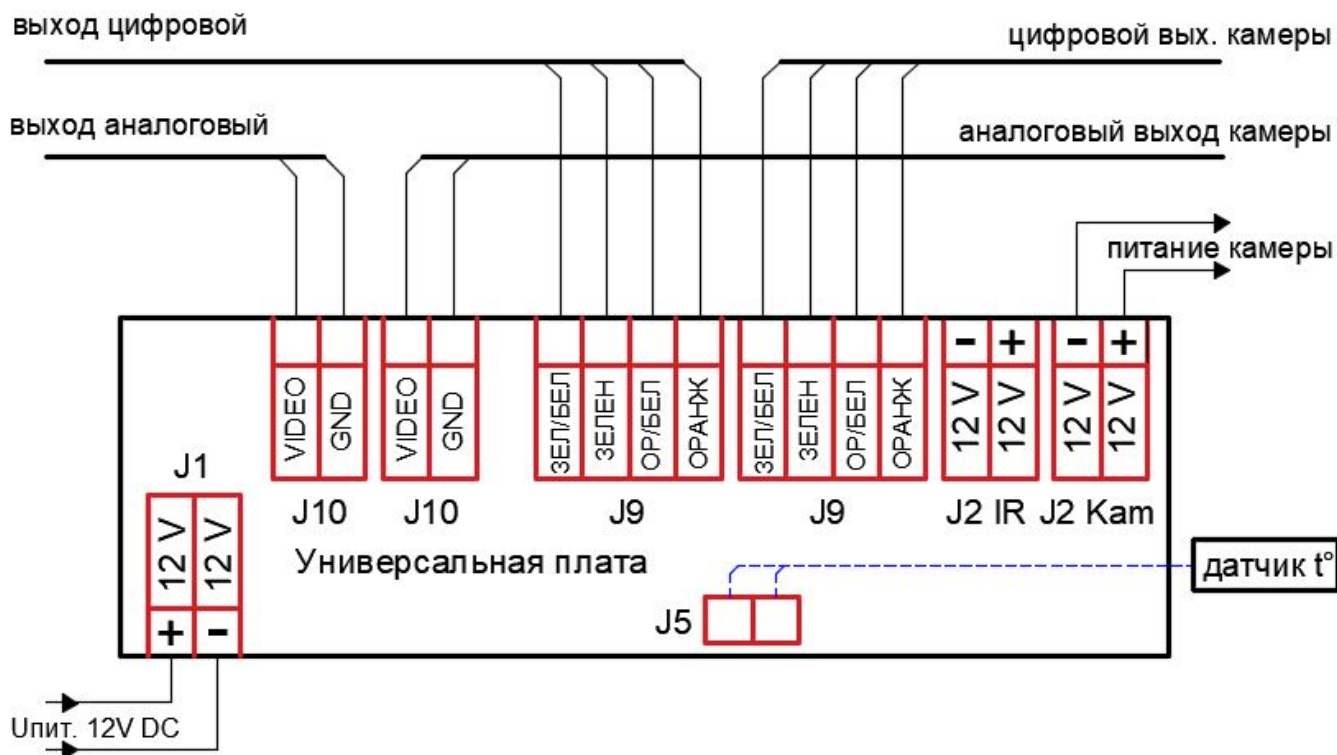 выход цифровой
цифровой вых. камеры
выход аналоговый
аналоговый выход камеры
питание камеры
- + - +
VIDEO GND VIDEO GND ЗЕЛ/БЕЛ ЗЕЛЕН ОР/БЕЛ ОРАНЖ ЗЕЛ/БЕЛ ЗЕЛЕН ОР/БЕЛ ОРАНЖ 12 V 12 V 12 V 12 V
J1
J10 J10 J9 J9 J2 IR J2 Kam
12 V 12 V
Универсальная плата
датчик t°
J5
+ -
Uпит. 12V DC